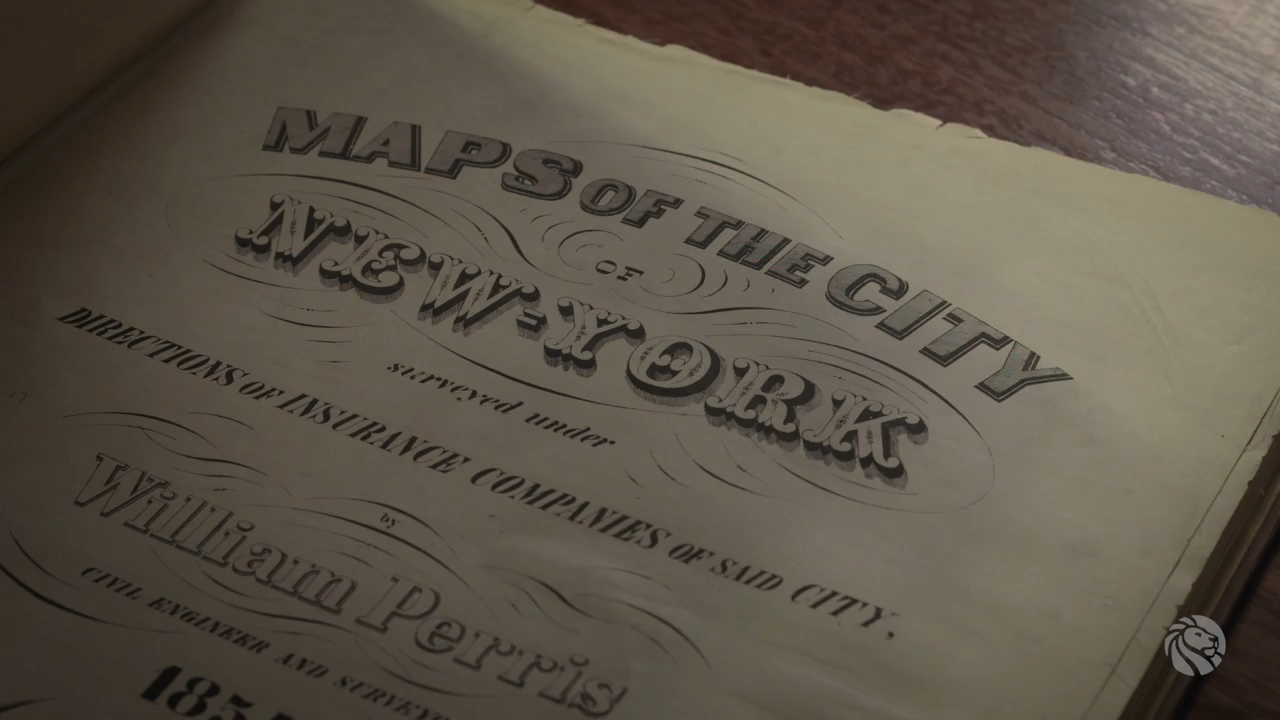 MAPS OF THE CITY
OF
NEW-YORK
surveyed under
DIRECTIONS OF INSURANCE COMPANIES OF SAID CITY,
by
William Perris
CIVIL ENGINEER AND